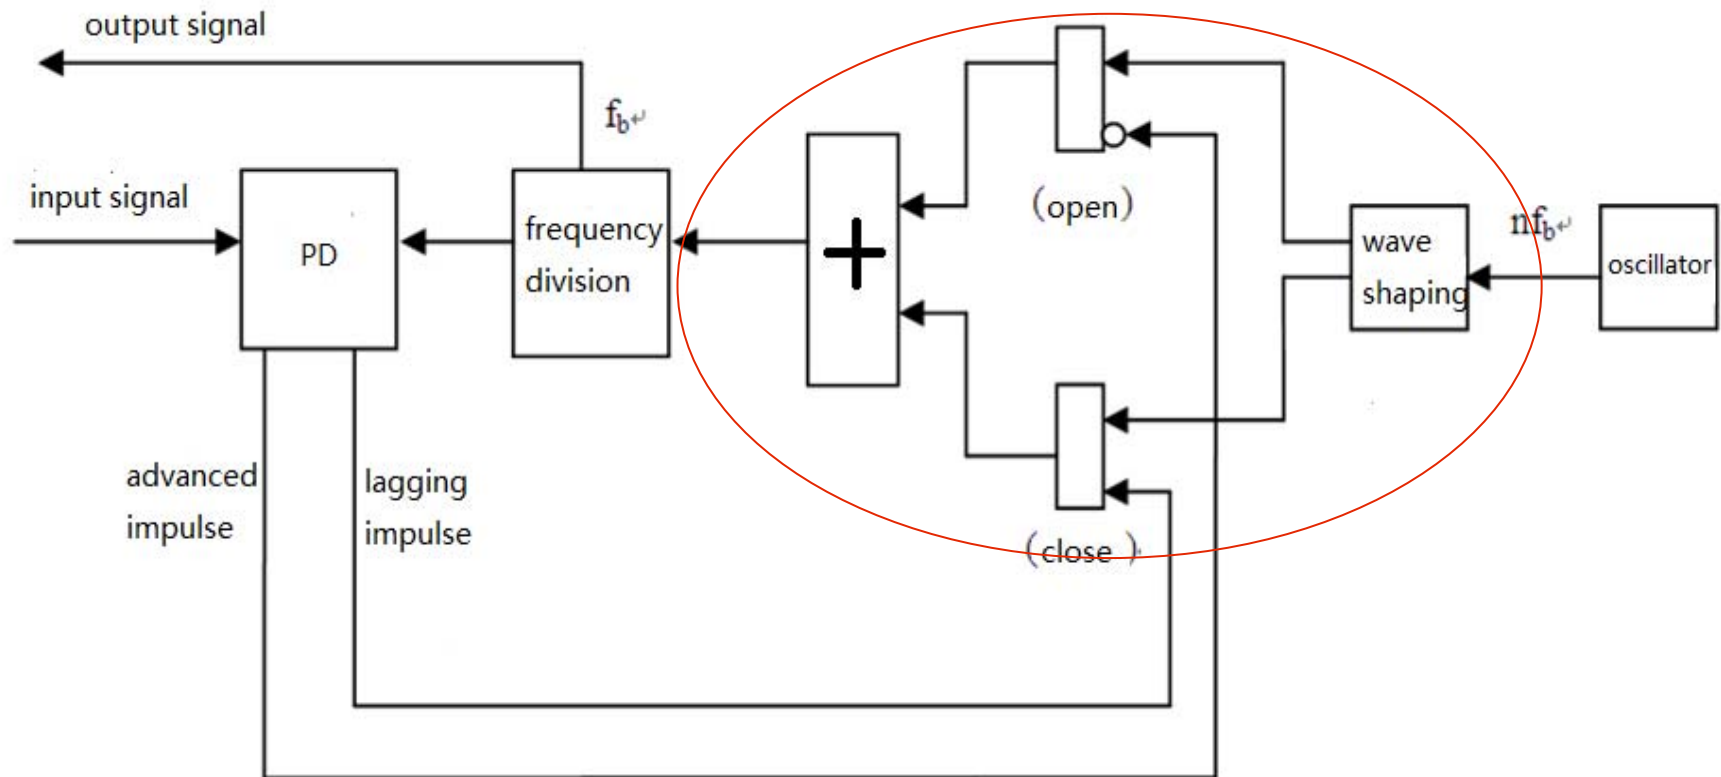 output signal
f_b↵
input signal
PD
frequency
division
+
(open)
wave
shaping
nf_b↵
oscillator
advanced
impulse
lagging
impulse
(close )